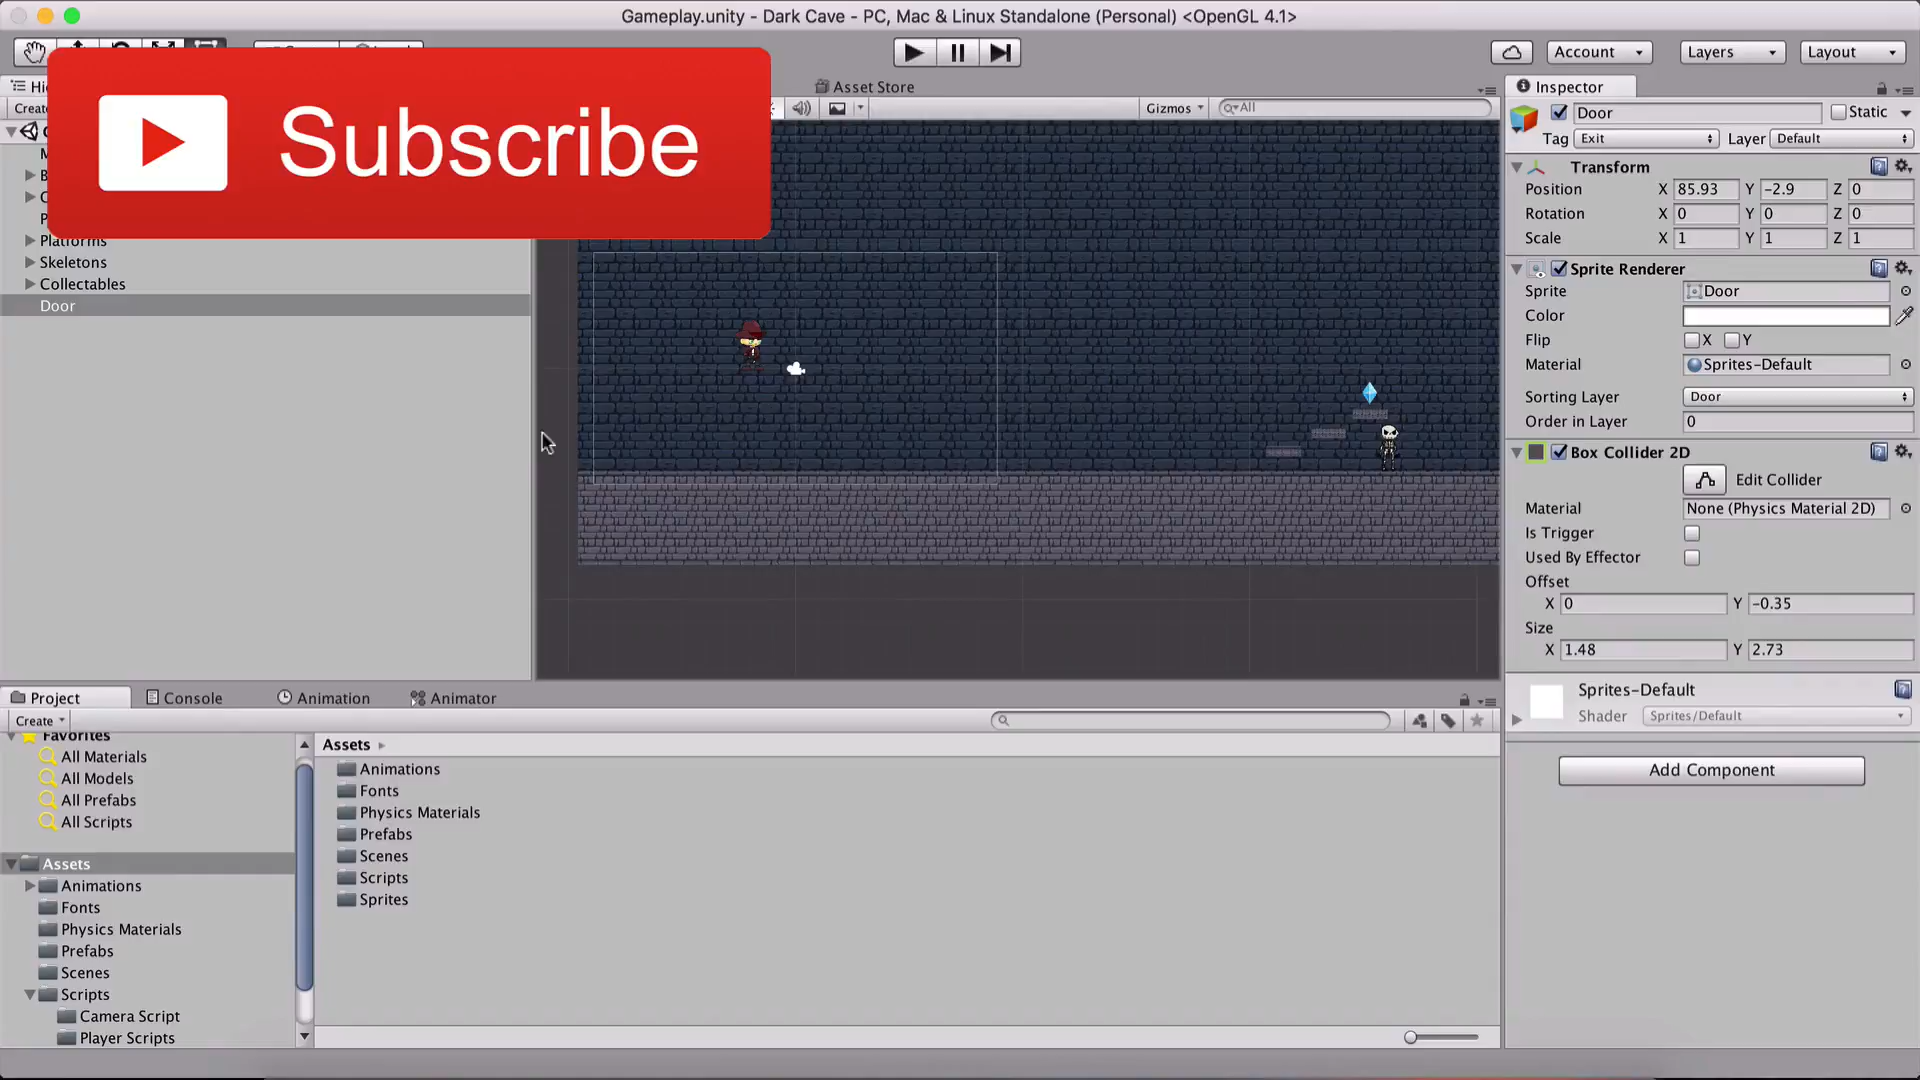 Gameplay.unity - Dark Cave - PC, Mac & Linux Standalone (Personal) <OpenGL 4.1>
Account
Layers
Layout
Hi
Asset Store
Inspector
Creat
Gizmos
All
Subscribe
Door
Static
Tag
Exit
Layer
Default
Transform
Position X 85.93 Y -2.9 Z 0
Rotation X 0 Y 0 Z 0
Scale X 1 Y 1 Z 1
Platforms
Skeletons
Collectables
Door
Sprite Renderer
Sprite Door
Color
Flip X Y
Material Sprites-Default
Sorting Layer Door
Order in Layer 0
Box Collider 2D
Edit Collider
Material None (Physics Material 2D)
Is Trigger
Used By Effector
Offset
X 0 Y -0.35
Size
X 1.48 Y 2.73
Sprites-Default
Shader Sprites/Default
Add Component
Project
Console
Animation
Animator
Create
Favorites
All Materials
All Models
All Prefabs
All Scripts
Assets
Animations
Fonts
Physics Materials
Prefabs
Scenes
Scripts
Camera Script
Player Scripts
Assets
Animations
Fonts
Physics Materials
Prefabs
Scenes
Scripts
Sprites